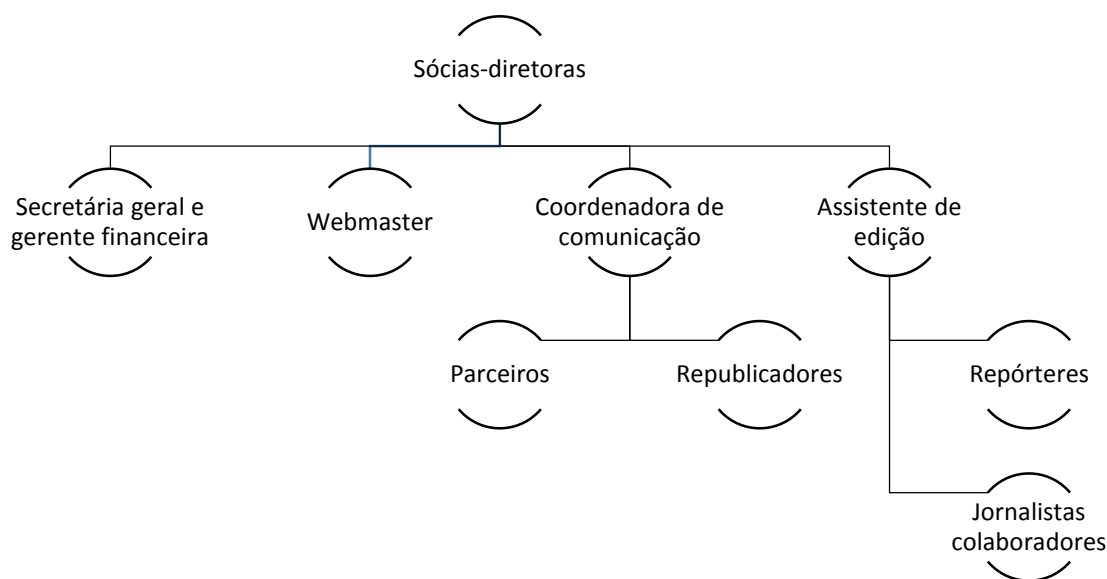 Sócias-diretoras
Secretária geral e
gerente financeira
Webmaster
Coordenadora de
comunicação
Assistente de
edição
Parceiros
Republicadores
Repórteres
Jornalistas
colaboradores